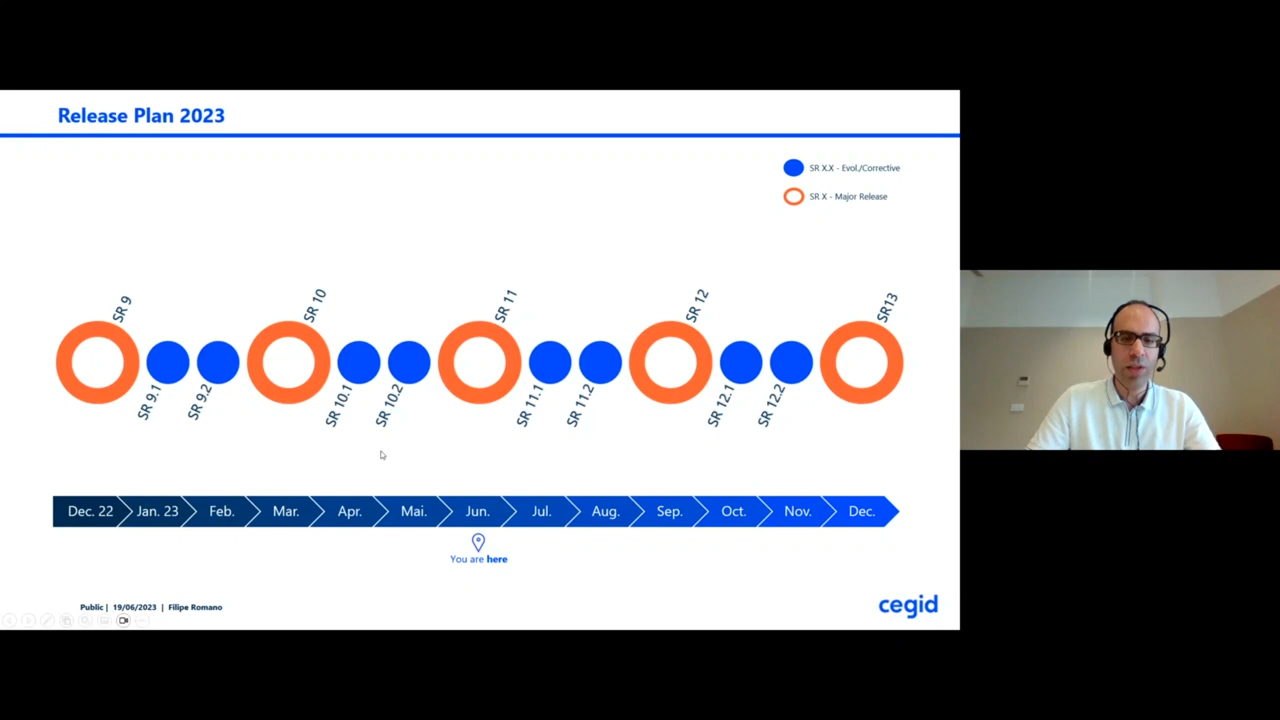 Release Plan 2023
SR X.X - Evol./Corrective
SR X - Major Release
SR 9
SR 10
SR 11
SR 12
SR13
SR 9.1
SR 9.2
SR 10.1
SR 10.2
SR 11.1
SR 11.2
SR 12.1
SR 12.2
Dec. 22
Jan. 23
Feb.
Mar.
Apr.
Mai.
Jun.
Jul.
Aug.
Sep.
Oct.
Nov.
Dec.
You are here
Public | 19/06/2023 | Filipe Romano
cegid